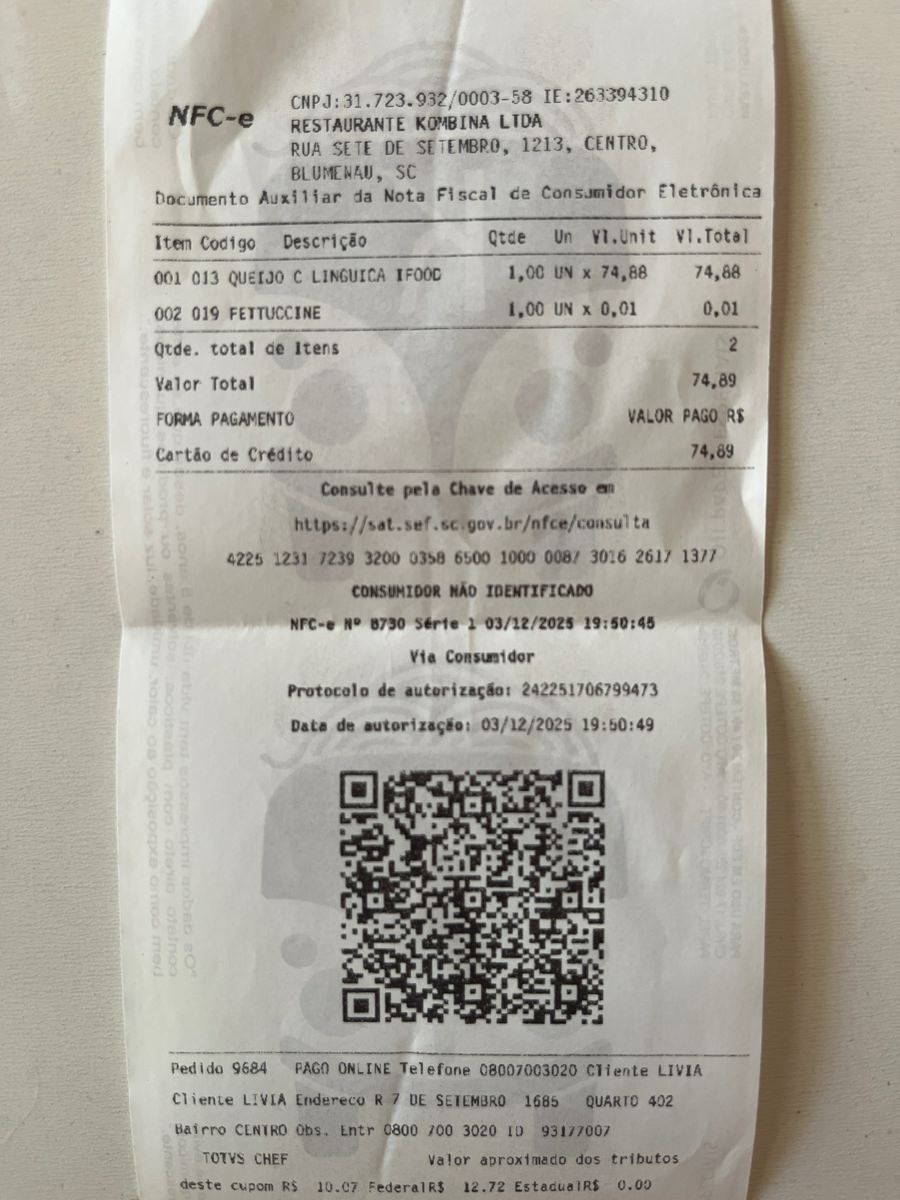 NFC-e
CNPJ:31.723.932/0003-58 IE:263394310
RESTAURANTE KOMBINA LTDA
RUA SETE DE SETEMBRO, 1213, CENTRO,
BLUMENAU, SC
Documento Auxiliar da Nota Fiscal de Consumidor Eletrônica
Item Codigo Descrição Qtde Un Vl.Unit Vl.Total
001 013 QUEIJO C LINGUICA IFOOD 1,00 UN x 74,88 74,88
002 019 FETTUCCINE 1,00 UN x 0,01 0,01
Qtde. total de Itens 2
Valor Total 74,89
FORMA PAGAMENTO VALOR PAGO R$
Cartão de Crédito 74,89
Consulte pela Chave de Acesso em
https://sat.sef.sc.gov.br/nfce/consulta
4225 1231 7239 3200 0358 6500 1000 0087 3016 2617 1377
CONSUMIDOR NÃO IDENTIFICADO
NFC-e Nº 8730 Série 1 03/12/2025 19:50:45
Via Consumidor
Protocolo de autorização: 242251706799473
Data de autorização: 03/12/2025 19:50:49
Pedido 9684 PAGO ONLINE Telefone 08007003020 Cliente LIVIA
Cliente LIVIA Endereco R 7 DE SETEMBRO 1685 QUARTO 402
Bairro CENTRO Obs. Entr 0800 700 3020 ID 93177007
TOTVS CHEF Valor aproximado dos tributos
deste cupom R$ 10.07 FederalR$ 12.72 EstadualR$ 0.00